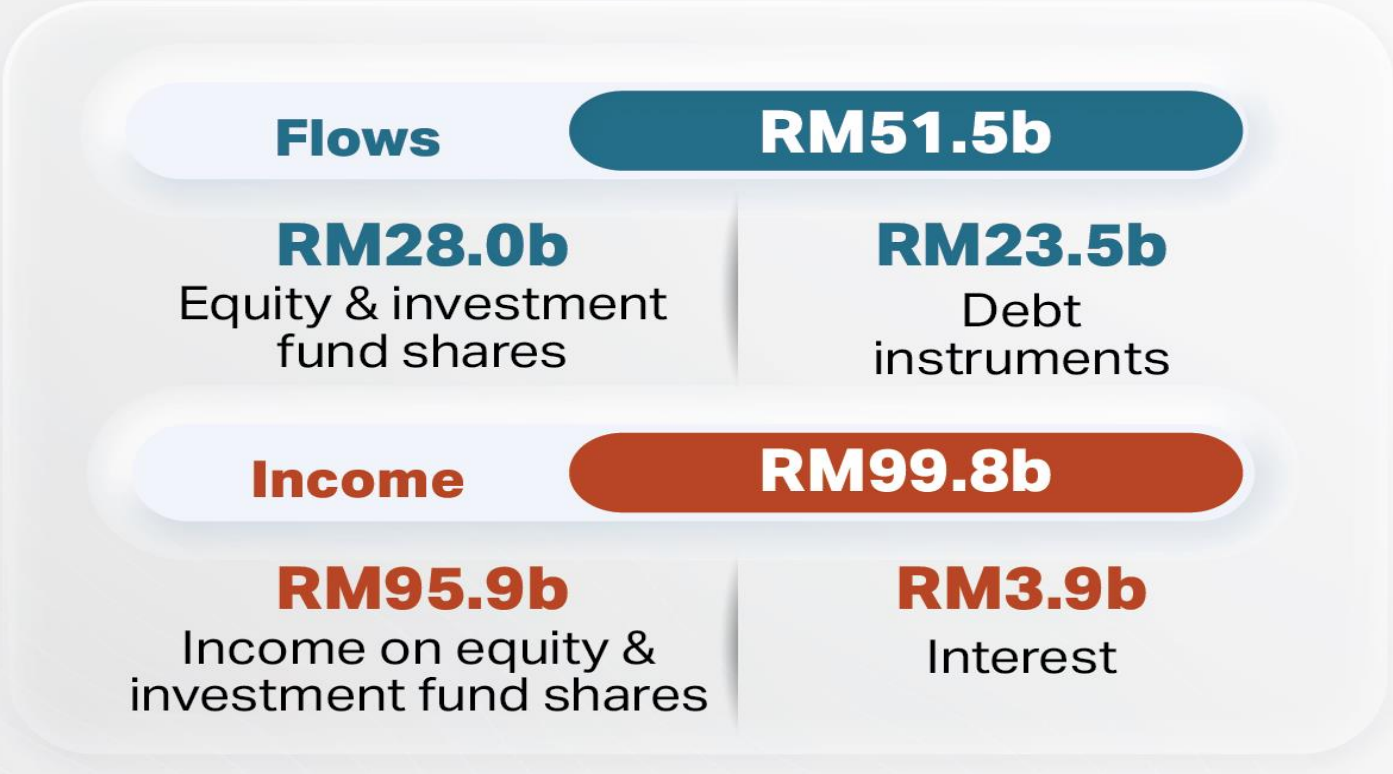 Flows
RM51.5b
RM28.0b
Equity & investment
fund shares
RM23.5b
Debt
instruments
Income
RM99.8b
RM95.9b
Income on equity &
investment fund shares
RM3.9b
Interest